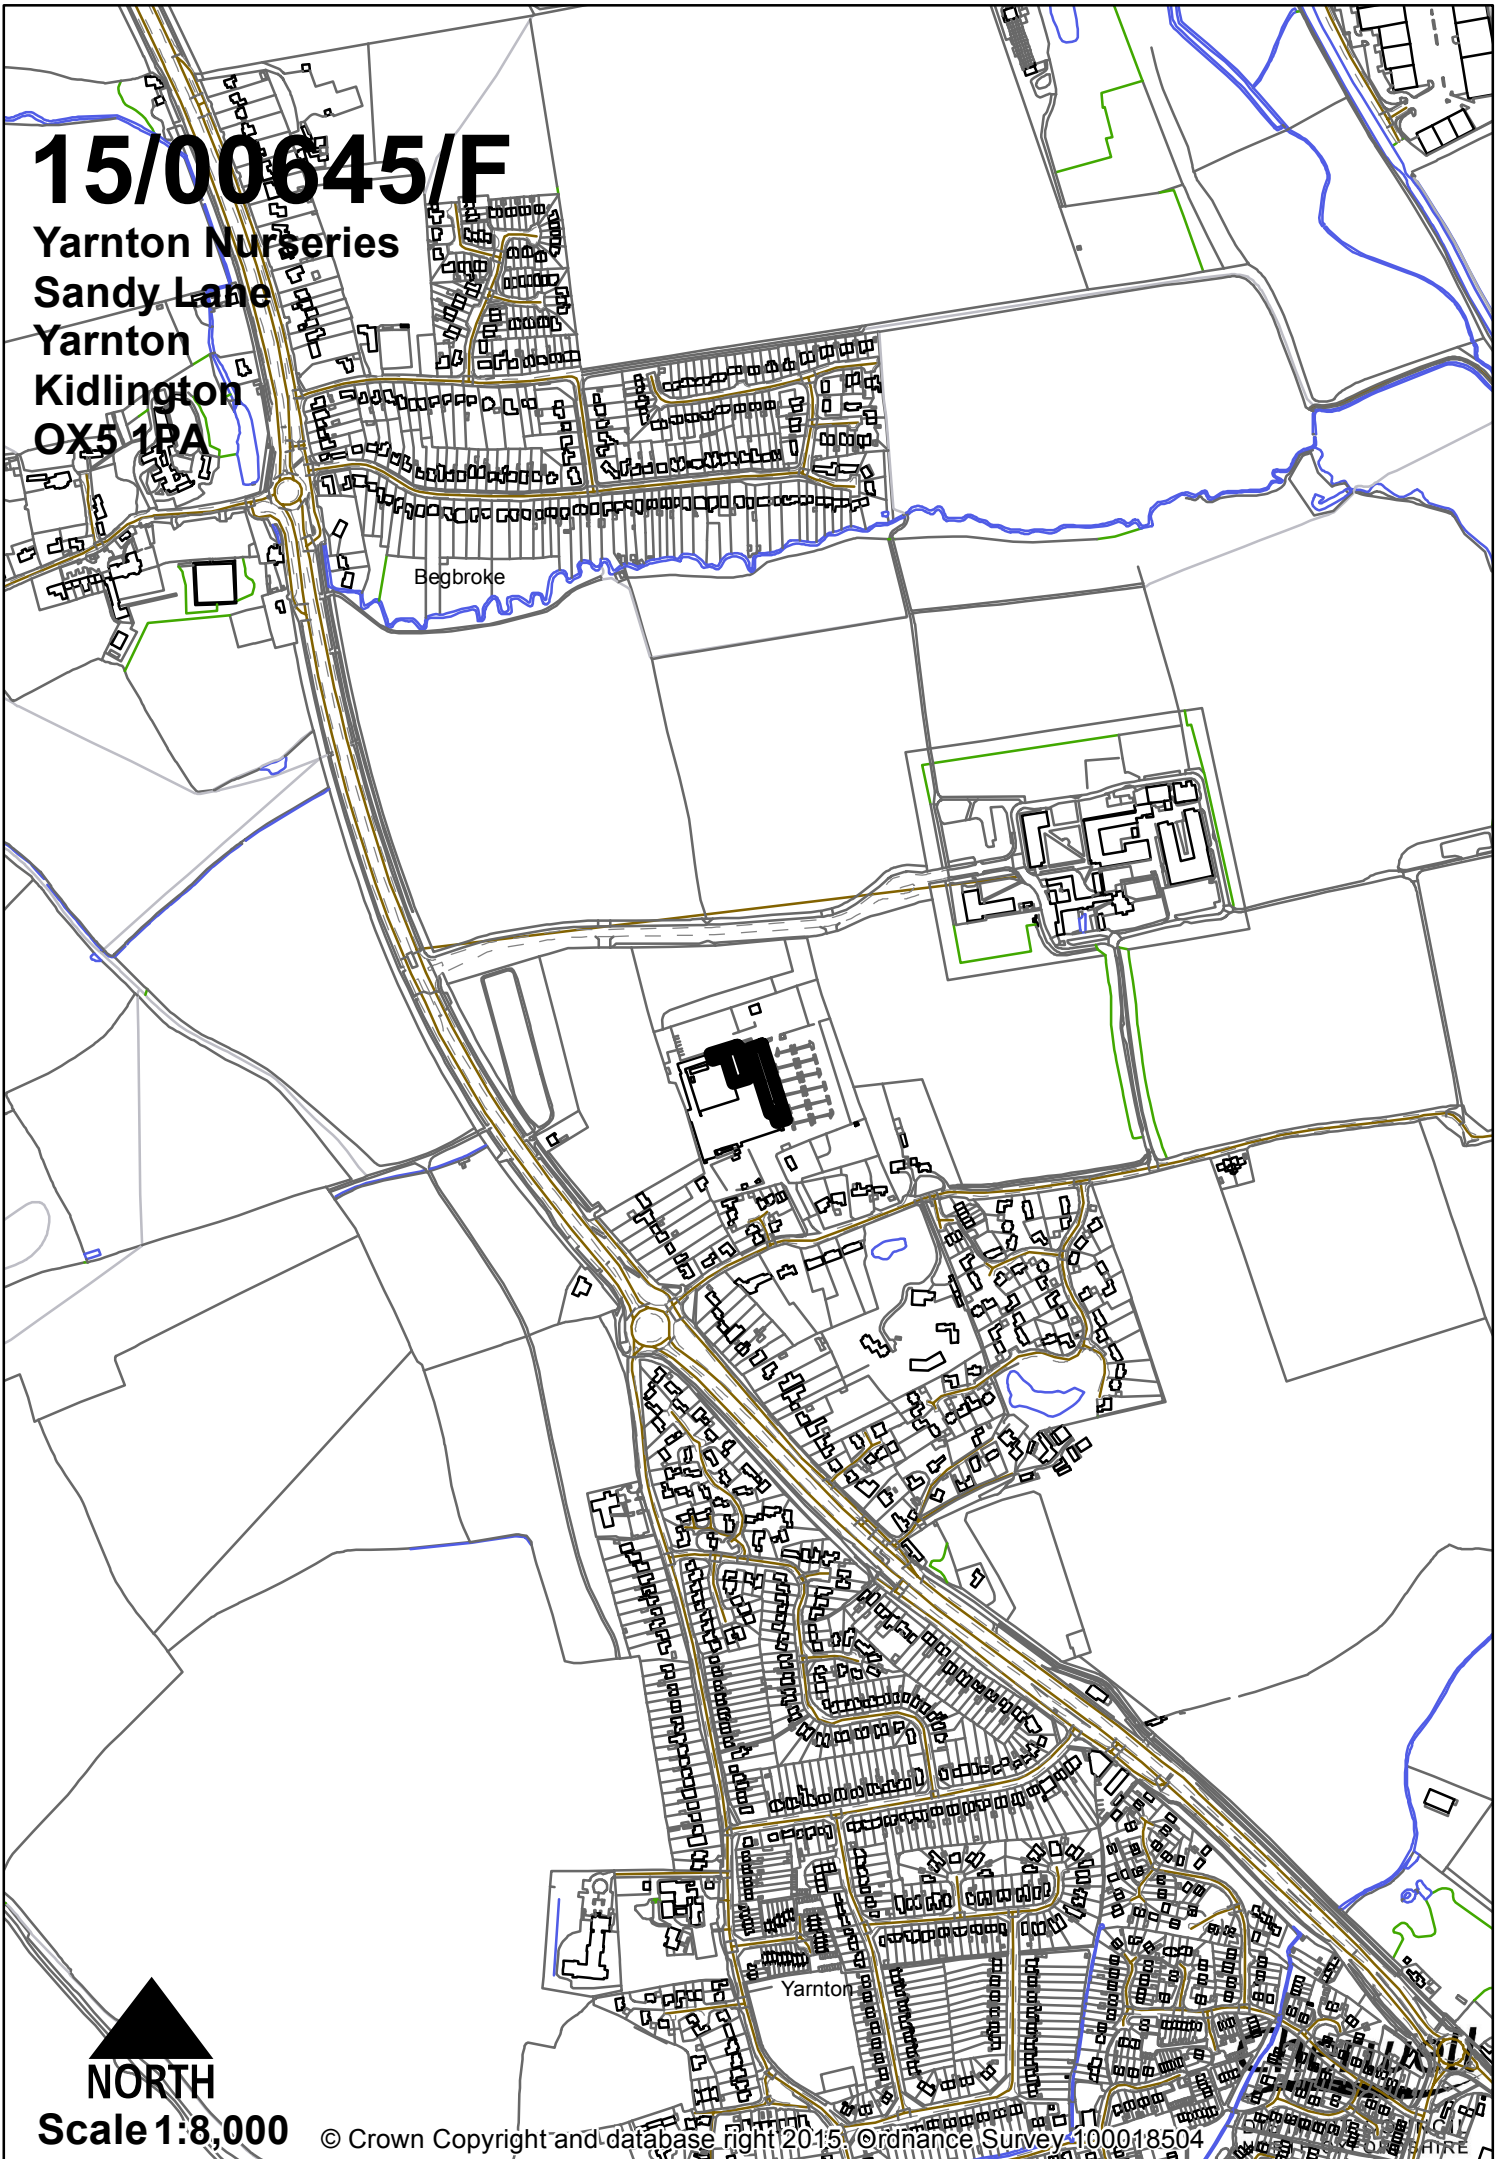 15/00645/F
Yarnton Nurseries
Sandy Lane
Yarnton
Kidlington
OX5 1PA
Begbroke
Yarnton
NORTH
Scale 1:8,000
© Crown Copyright and database right 2015. Ordnance Survey 100018504